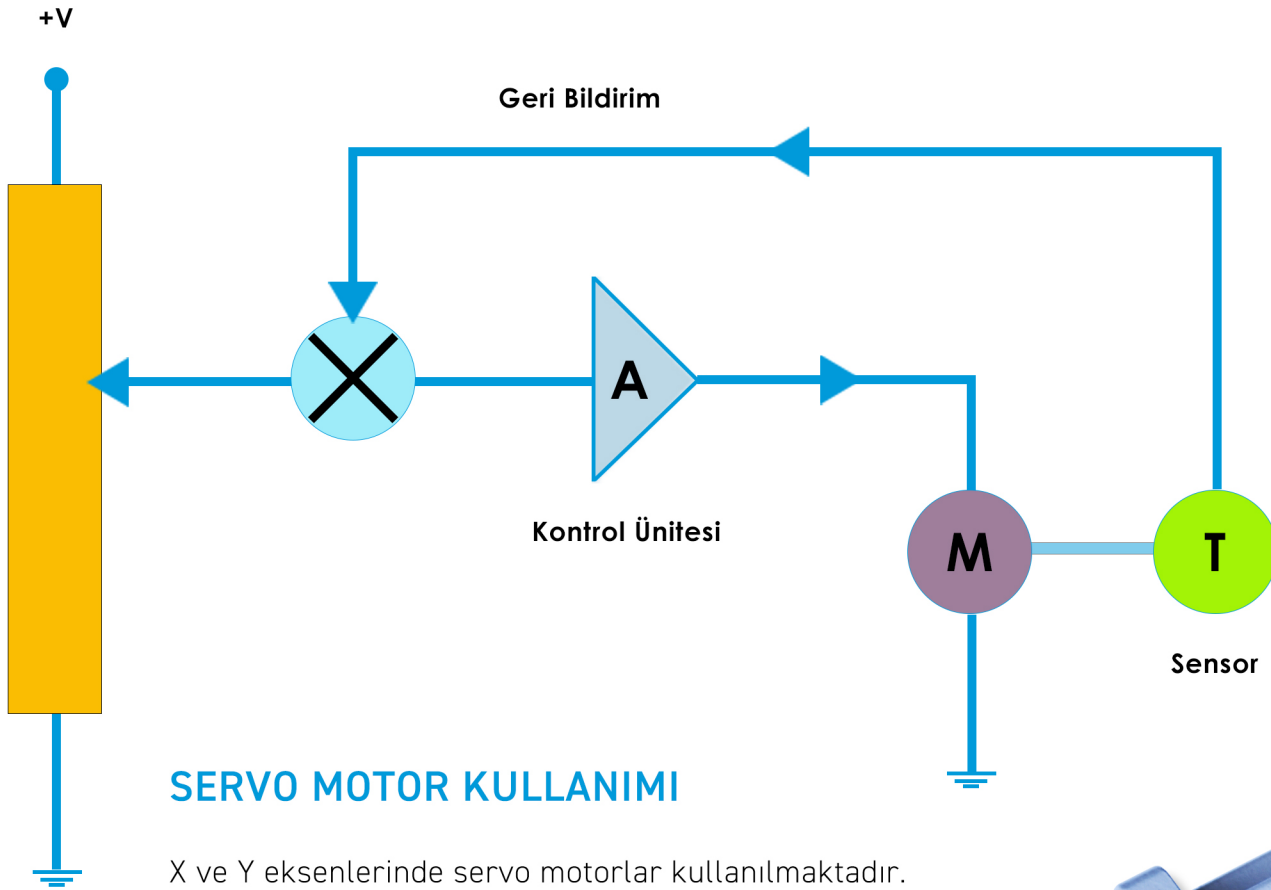 +V
Geri Bildirim
A
Kontrol Ünitesi
M
T
Sensor
SERVO MOTOR KULLANIMI
X ve Y eksenlerinde servo motorlar kullanılmaktadır.